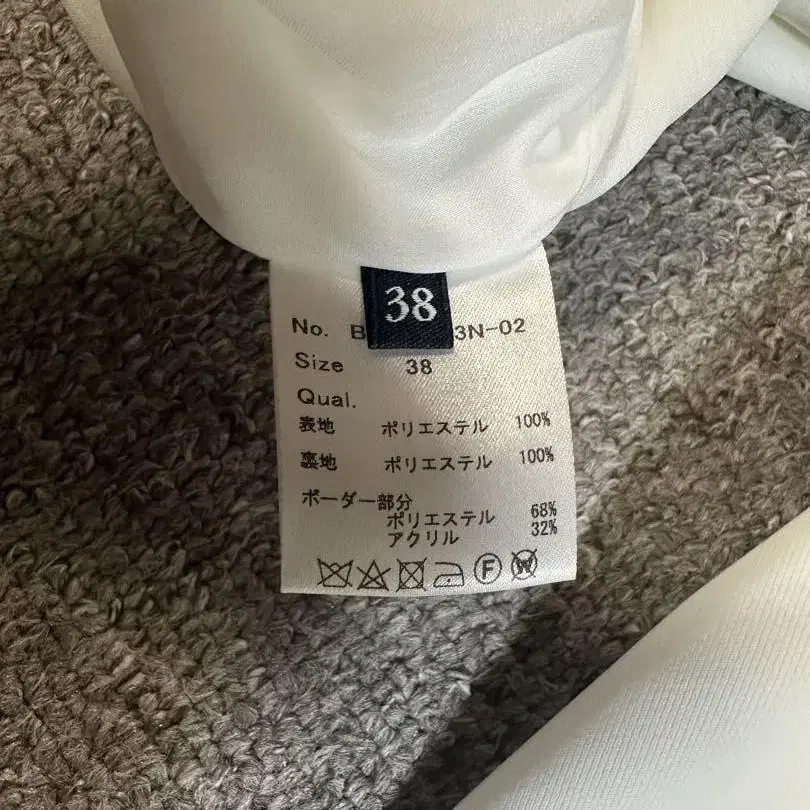 38
No. B 3N-02
Size 38
Qual.
表地 ポリエステル 100%
裏地 ポリエステル 100%
ボーダー部分
ポリエステル 68%
アクリル 32%
F W